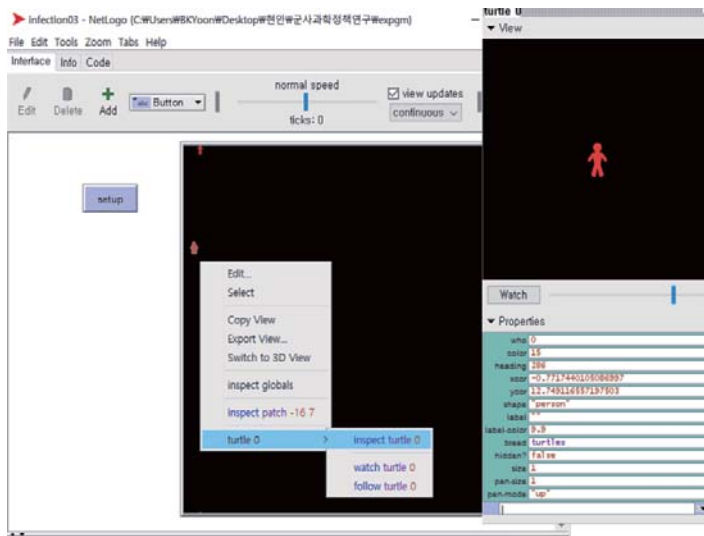 Infection03 - NetLogo {C:₩Users₩BKYoon₩Desktop₩현인₩군사과학정책연구₩expgm}
File Edit Tools Zoom Tabs Help
Interface Info Code
Edit Delete Add
Button
normal speed
ticks: 0
view updates
continuous
setup
Edit...
Select
Copy View
Export View...
Switch to 3D View
inspect globals
inspect patch -16 7
turtle 0
inspect turtle 0
watch turtle 0
follow turtle 0
turtle 0
View
Watch
Properties
who 0
color 15
heading 286
xcor
ycor 12.749116557197503
shape "person"
label ""
label-color 9.9
breed turtles
hidden? false
size 1
pen-size 1
pen-mode "up"